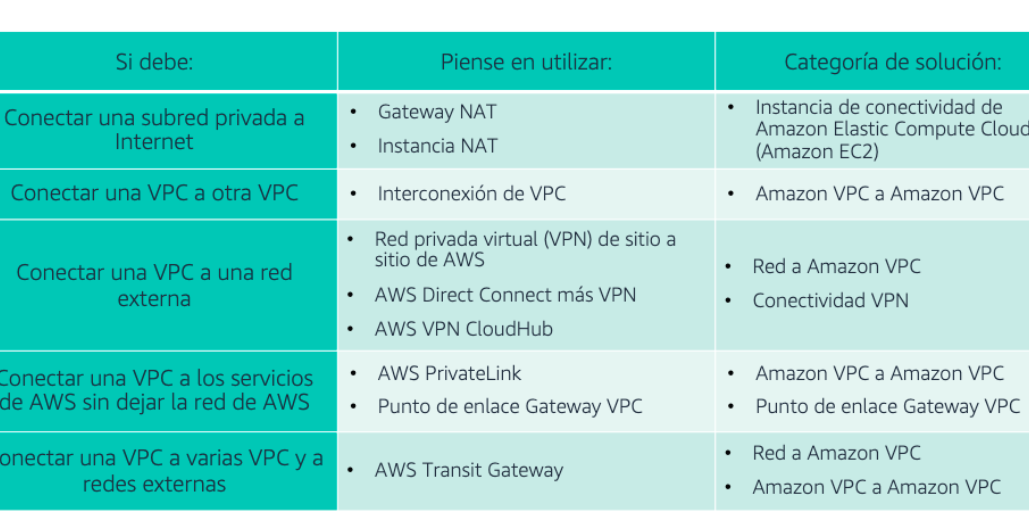 Si debe:
Piense en utilizar:
Categoría de solución:
Conectar una subred privada a
Internet
• Gateway NAT
• Instancia NAT
• Instancia de conectividad de
Amazon Elastic Compute Cloud
(Amazon EC2)
Conectar una VPC a otra VPC
• Interconexión de VPC
• Amazon VPC a Amazon VPC
Conectar una VPC a una red
externa
• Red privada virtual (VPN) de sitio a
sitio de AWS
• AWS Direct Connect más VPN
• AWS VPN CloudHub
• Red a Amazon VPC
• Conectividad VPN
Conectar una VPC a los servicios
de AWS sin dejar la red de AWS
• AWS PrivateLink
• Punto de enlace Gateway VPC
• Amazon VPC a Amazon VPC
• Punto de enlace Gateway VPC
onectar una VPC a varias VPC y a
redes externas
• AWS Transit Gateway
• Red a Amazon VPC
• Amazon VPC a Amazon VPC